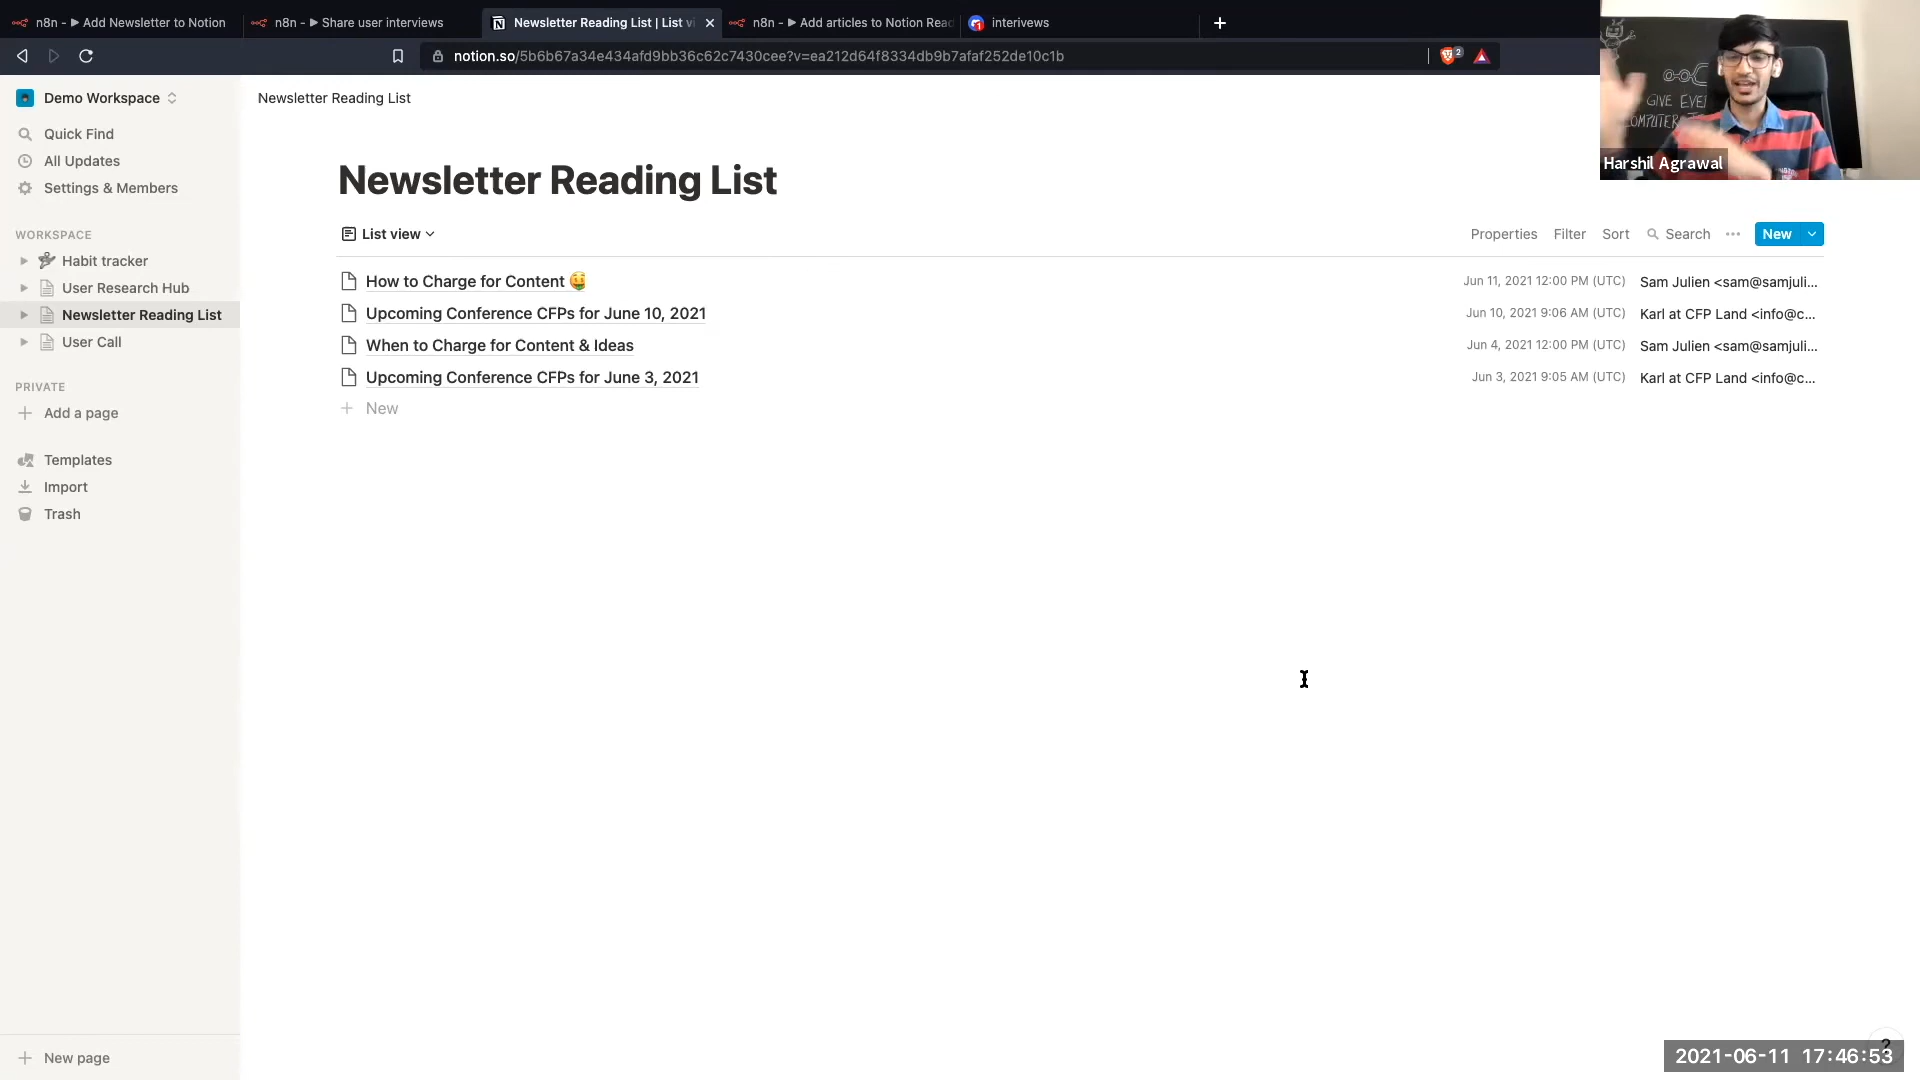 n8n - ▶ Add Newsletter to Notion
n8n - ▶ Share user interviews
Newsletter Reading List | List vi
n8n - ▶ Add articles to Notion Read
interivews
notion.so/5b6b67a34e434afd9bb36c62c7430cee?v=ea212d64f8334db9b7afaf252de10c1b
2
Demo Workspace
Newsletter Reading List
Quick Find
All Updates
Settings & Members
WORKSPACE
Habit tracker
User Research Hub
Newsletter Reading List
User Call
PRIVATE
Add a page
Templates
Import
Trash
New page
Newsletter Reading List
List view
Properties
Filter
Sort
Search
New
How to Charge for Content 🤑
Jun 11, 2021 12:00 PM (UTC)
Sam Julien <sam@samjuli...
Upcoming Conference CFPs for June 10, 2021
Jun 10, 2021 9:06 AM (UTC)
Karl at CFP Land <info@c...
When to Charge for Content & Ideas
Jun 4, 2021 12:00 PM (UTC)
Sam Julien <sam@samjuli...
Upcoming Conference CFPs for June 3, 2021
Jun 3, 2021 9:05 AM (UTC)
Karl at CFP Land <info@c...
New
GIVE EVE
COMPUTER
Harshil Agrawal
?
2021-06-11 17:46:53